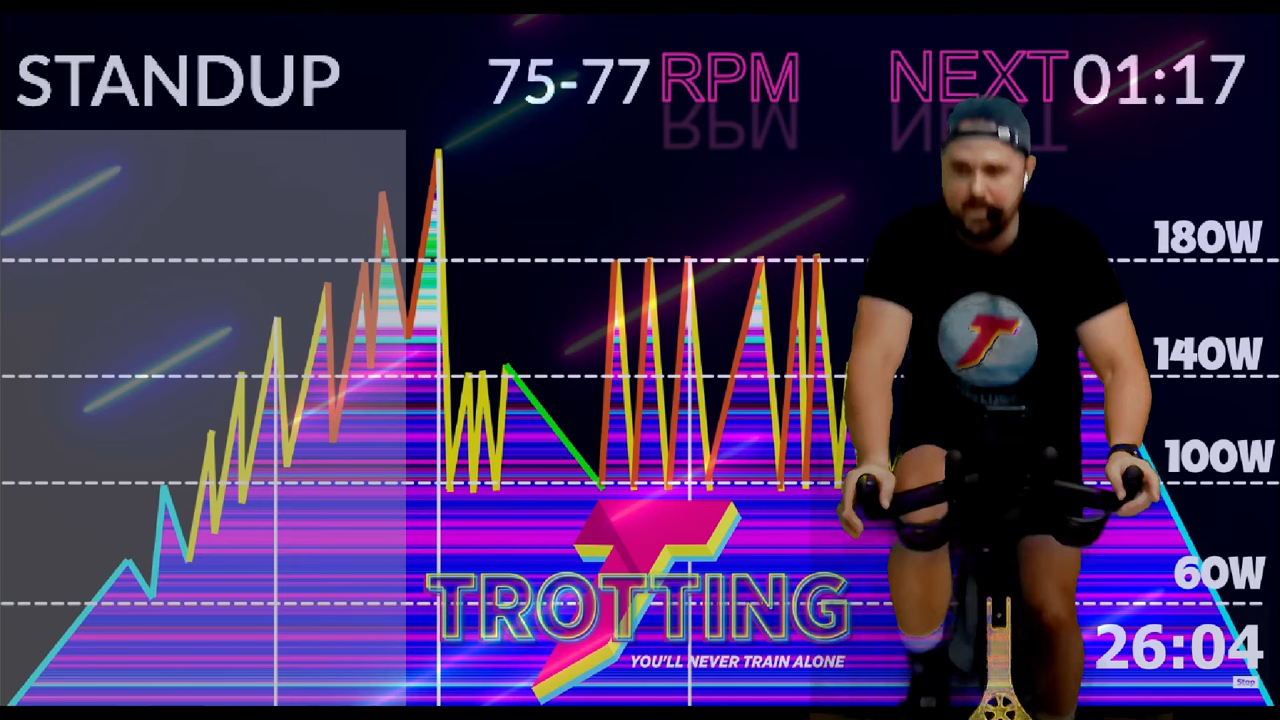 STANDUP
75-77 RPM
NEXT 01:17
180W
140W
100W
60W
TROTTING
YOU'LL NEVER TRAIN ALONE
26:04
Stop